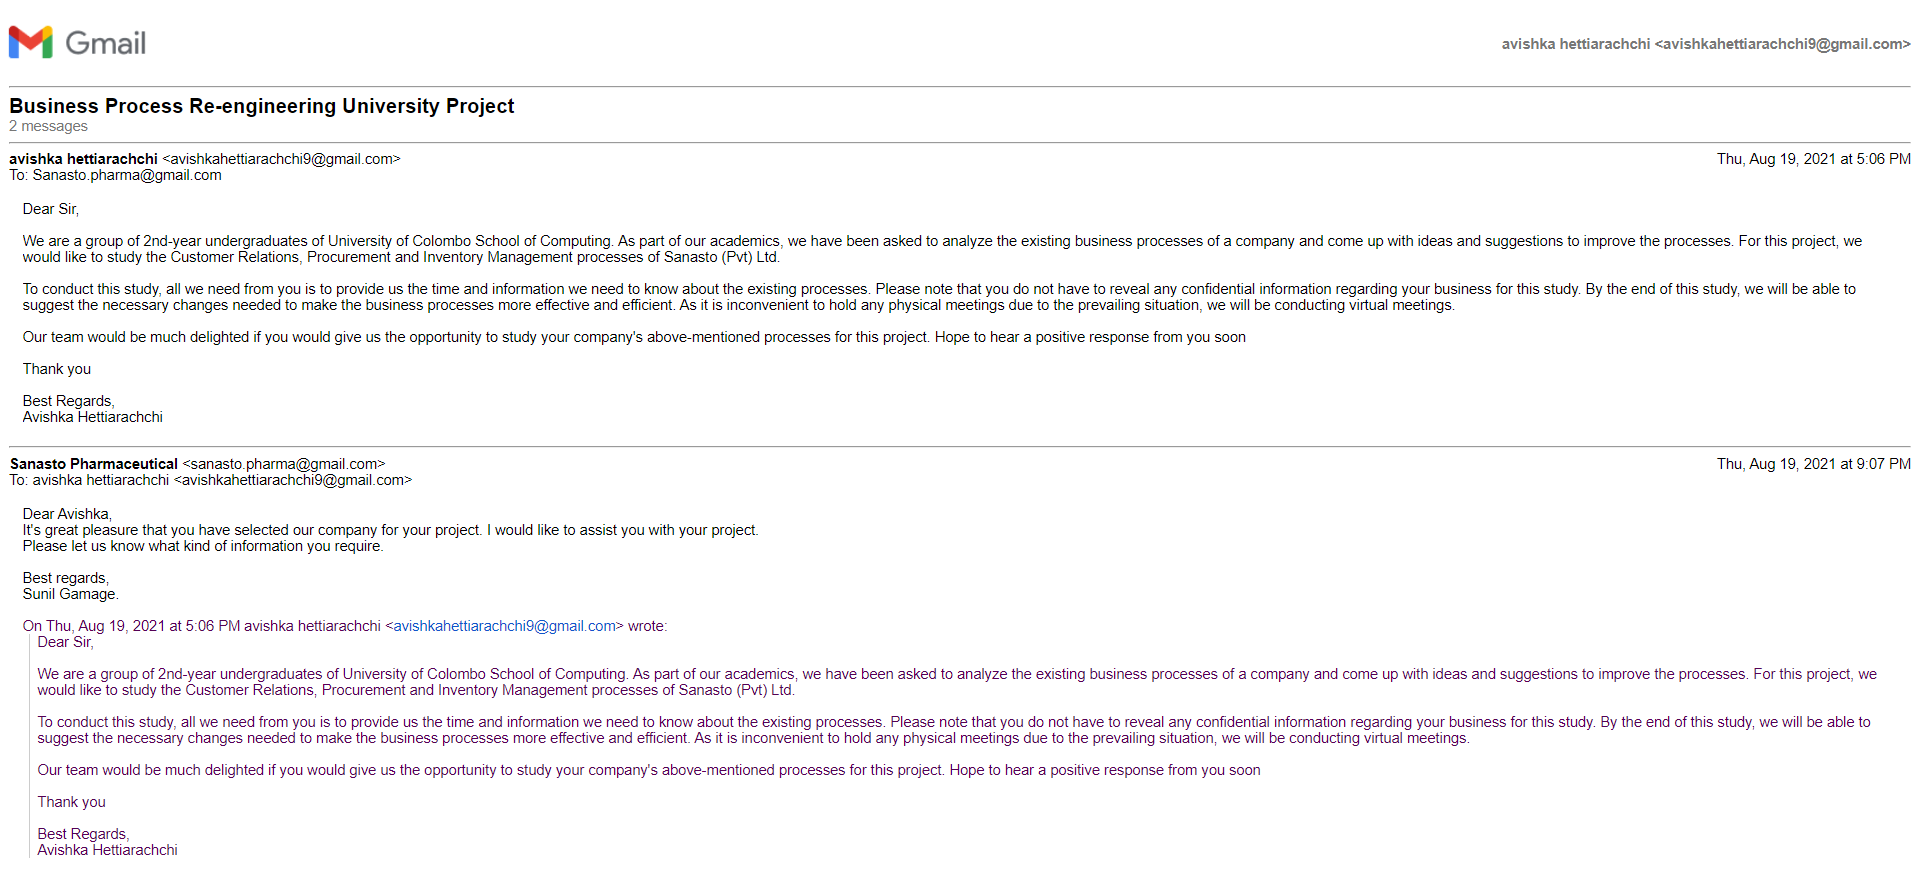 Gmail
avishka hettiarachchi <avishkahettiarachchi9@gmail.com>
Business Process Re-engineering University Project
2 messages
avishka hettiarachchi <avishkahettiarachchi9@gmail.com>
Thu, Aug 19, 2021 at 5:06 PM
To: Sanasto.pharma@gmail.com
Dear Sir,
We are a group of 2nd-year undergraduates of University of Colombo School of Computing. As part of our academics, we have been asked to analyze the existing business processes of a company and come up with ideas and suggestions to improve the processes. For this project, we
would like to study the Customer Relations, Procurement and Inventory Management processes of Sanasto (Pvt) Ltd.
To conduct this study, all we need from you is to provide us the time and information we need to know about the existing processes. Please note that you do not have to reveal any confidential information regarding your business for this study. By the end of this study, we will be able to
suggest the necessary changes needed to make the business processes more effective and efficient. As it is inconvenient to hold any physical meetings due to the prevailing situation, we will be conducting virtual meetings.
Our team would be much delighted if you would give us the opportunity to study your company's above-mentioned processes for this project. Hope to hear a positive response from you soon
Thank you
Best Regards,
Avishka Hettiarachchi
Sanasto Pharmaceutical <sanasto.pharma@gmail.com>
Thu, Aug 19, 2021 at 9:07 PM
To: avishka hettiarachchi <avishkahettiarachchi9@gmail.com>
Dear Avishka,
It's great pleasure that you have selected our company for your project. I would like to assist you with your project.
Please let us know what kind of information you require.
Best regards,
Sunil Gamage.
On Thu, Aug 19, 2021 at 5:06 PM avishka hettiarachchi <avishkahettiarachchi9@gmail.com> wrote:
Dear Sir,
We are a group of 2nd-year undergraduates of University of Colombo School of Computing. As part of our academics, we have been asked to analyze the existing business processes of a company and come up with ideas and suggestions to improve the processes. For this project, we
would like to study the Customer Relations, Procurement and Inventory Management processes of Sanasto (Pvt) Ltd.
To conduct this study, all we need from you is to provide us the time and information we need to know about the existing processes. Please note that you do not have to reveal any confidential information regarding your business for this study. By the end of this study, we will be able to
suggest the necessary changes needed to make the business processes more effective and efficient. As it is inconvenient to hold any physical meetings due to the prevailing situation, we will be conducting virtual meetings.
Our team would be much delighted if you would give us the opportunity to study your company's above-mentioned processes for this project. Hope to hear a positive response from you soon
Thank you
Best Regards,
Avishka Hettiarachchi